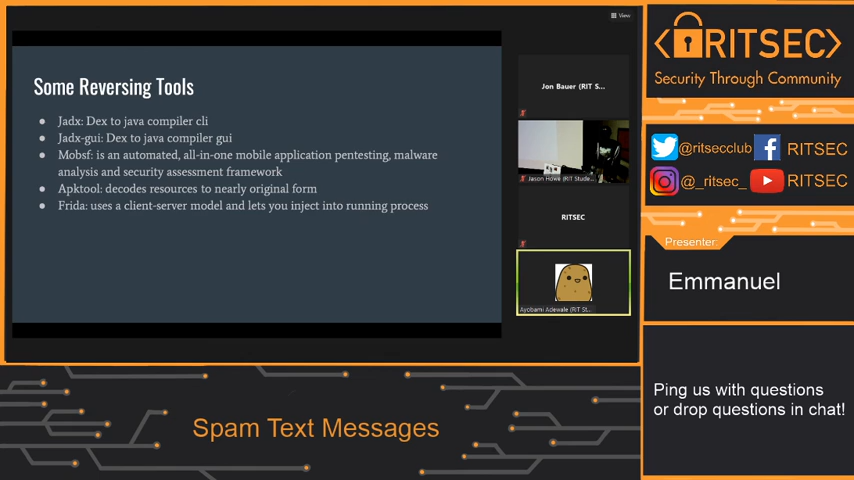 View
Some Reversing Tools
● Jadx: Dex to java compiler cli
● Jadx-gui: Dex to java compiler gui
● Mobsf: is an automated, all-in-one mobile application pentesting, malware
analysis and security assessment framework
● Apktool: decodes resources to nearly original form
● Frida: uses a client-server model and lets you inject into running process
Jon Bauer (RIT S...
Jason Howe (RIT Stude...
RITSEC
Ayobami Adewale (RIT St...
<RITSEC>
Security Through Community
@ritsecclub
RITSEC
@_ritsec_
RITSEC
Presenter:
Emmanuel
Ping us with questions
or drop questions in chat!
Spam Text Messages